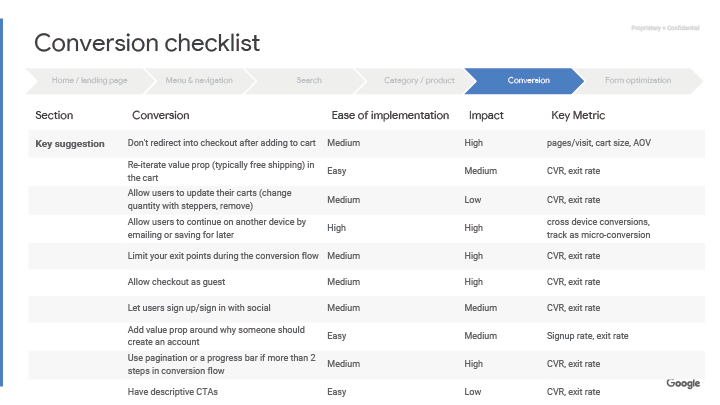 Proprietary + Confidential
Conversion checklist
Home / landing page Menu & navigation Search Category / product Conversion Form optimization
Section Conversion Ease of implementation Impact Key Metric
Key suggestion Don't redirect into checkout after adding to cart Medium High pages/visit, cart size, AOV
Re-iterate value prop (typically free shipping) in
the cart Easy Medium CVR, exit rate
Allow users to update their carts (change
quantity with steppers, remove) Medium Low CVR, exit rate
Allow users to continue on another device by
emailing or saving for later High High cross device conversions,
track as micro-conversion
Limit your exit points during the conversion flow Medium High CVR, exit rate
Allow checkout as guest Medium High CVR, exit rate
Let users sign up/sign in with social Medium Medium CVR, exit rate
Add value prop around why someone should
create an account Easy Medium Signup rate, exit rate
Use pagination or a progress bar if more than 2
steps in conversion flow Medium High CVR, exit rate
Have descriptive CTAs Easy Low CVR, exit rate
Google